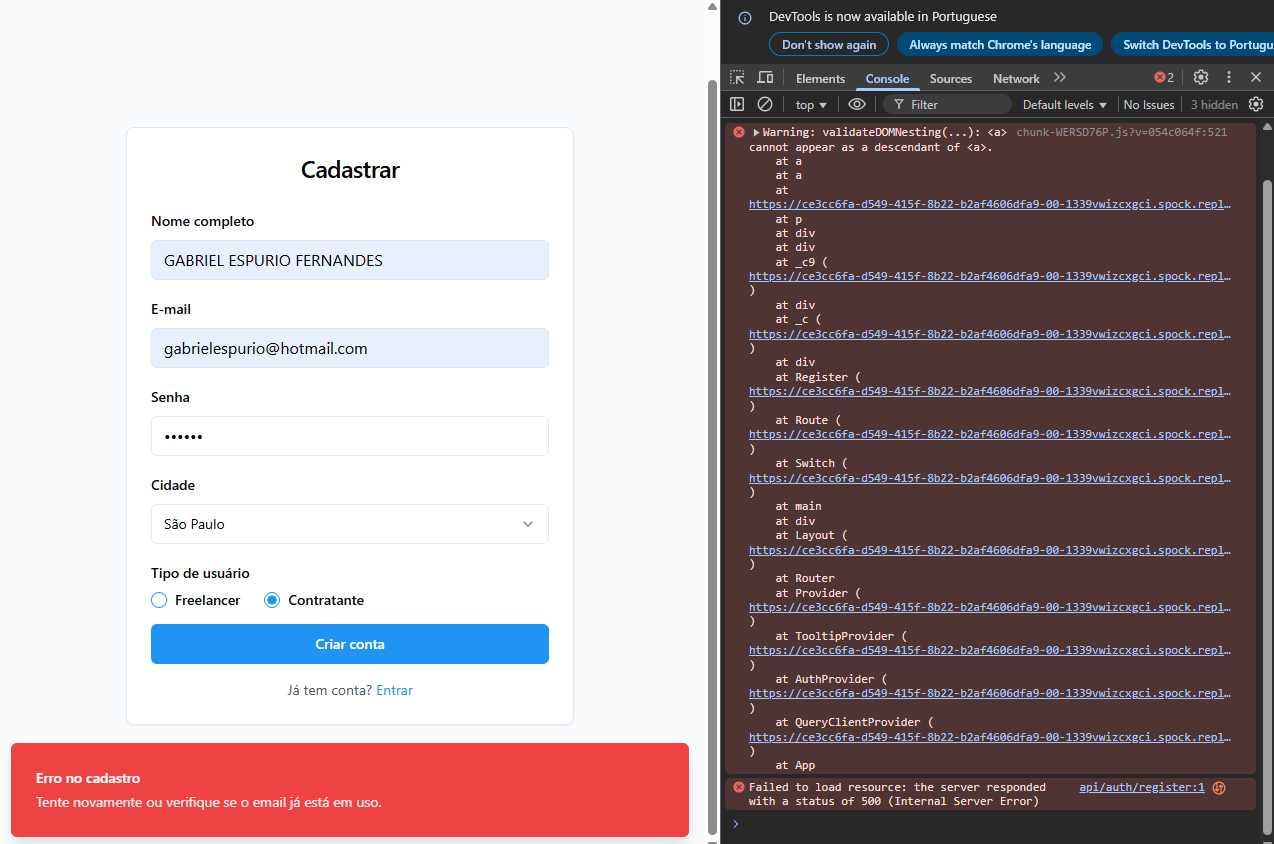 Cadastrar
Nome completo
GABRIEL ESPURIO FERNANDES
E-mail
gabrielespurio@hotmail.com
Senha
••••••
Cidade
São Paulo
Tipo de usuário
Freelancer
Contratante
Criar conta
Já tem conta? Entrar
Erro no cadastro
Tente novamente ou verifique se o email já está em uso.
DevTools is now available in Portuguese
Don't show again
Always match Chrome's language
Switch DevTools to Portugu
Elements
Console
Sources
Network
2
top
Filter
Default levels
No Issues
3 hidden
Warning: validateDOMNesting(...): <a> chunk-WERSD76P.js?v=054c064f:521
cannot appear as a descendant of <a>.
at a
at a
at
https://ce3cc6fa-d549-415f-8b22-b2af4606dfa9-00-1339vwizcxgci.spock.repl…
at p
at div
at div
at _c9 (
https://ce3cc6fa-d549-415f-8b22-b2af4606dfa9-00-1339vwizcxgci.spock.repl…
)
at div
at _c (
https://ce3cc6fa-d549-415f-8b22-b2af4606dfa9-00-1339vwizcxgci.spock.repl…
)
at div
at Register (
https://ce3cc6fa-d549-415f-8b22-b2af4606dfa9-00-1339vwizcxgci.spock.repl…
)
at Route (
https://ce3cc6fa-d549-415f-8b22-b2af4606dfa9-00-1339vwizcxgci.spock.repl…
)
at Switch (
https://ce3cc6fa-d549-415f-8b22-b2af4606dfa9-00-1339vwizcxgci.spock.repl…
)
at main
at div
at Layout (
https://ce3cc6fa-d549-415f-8b22-b2af4606dfa9-00-1339vwizcxgci.spock.repl…
)
at Router
at Provider (
https://ce3cc6fa-d549-415f-8b22-b2af4606dfa9-00-1339vwizcxgci.spock.repl…
)
at TooltipProvider (
https://ce3cc6fa-d549-415f-8b22-b2af4606dfa9-00-1339vwizcxgci.spock.repl…
)
at AuthProvider (
https://ce3cc6fa-d549-415f-8b22-b2af4606dfa9-00-1339vwizcxgci.spock.repl…
)
at QueryClientProvider (
https://ce3cc6fa-d549-415f-8b22-b2af4606dfa9-00-1339vwizcxgci.spock.repl…
)
at App
Failed to load resource: the server responded api/auth/register:1
with a status of 500 (Internal Server Error)